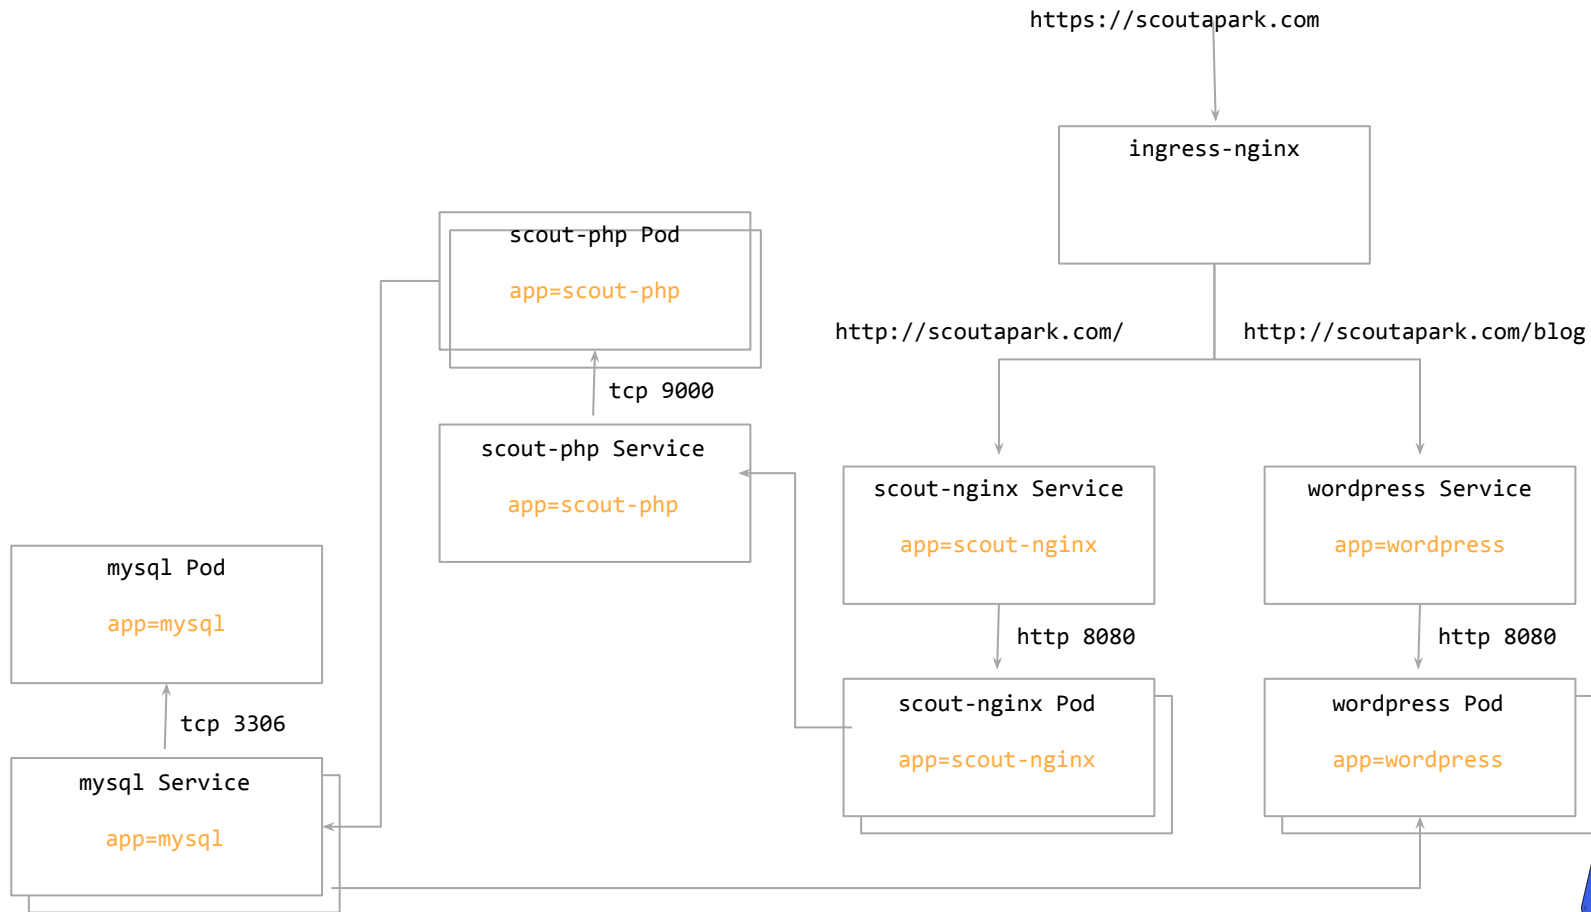 https://scoutapark.com
ingress-nginx
scout-php Pod
app=scout-php
http://scoutapark.com/
http://scoutapark.com/blog
tcp 9000
scout-php Service
app=scout-php
scout-nginx Service
app=scout-nginx
wordpress Service
app=wordpress
mysql Pod
app=mysql
http 8080
http 8080
scout-nginx Pod
app=scout-nginx
wordpress Pod
app=wordpress
tcp 3306
mysql Service
app=mysql